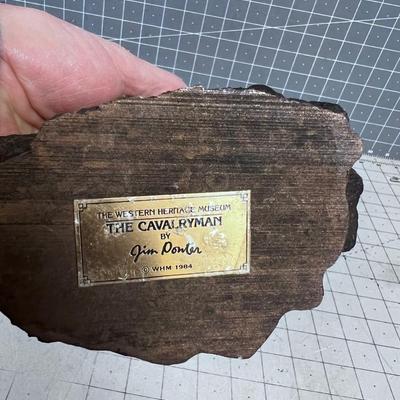 THE WESTERN HERITAGE MUSEUM
THE CAVALRYMAN
BY
Jim Ponter
© WHM 1984